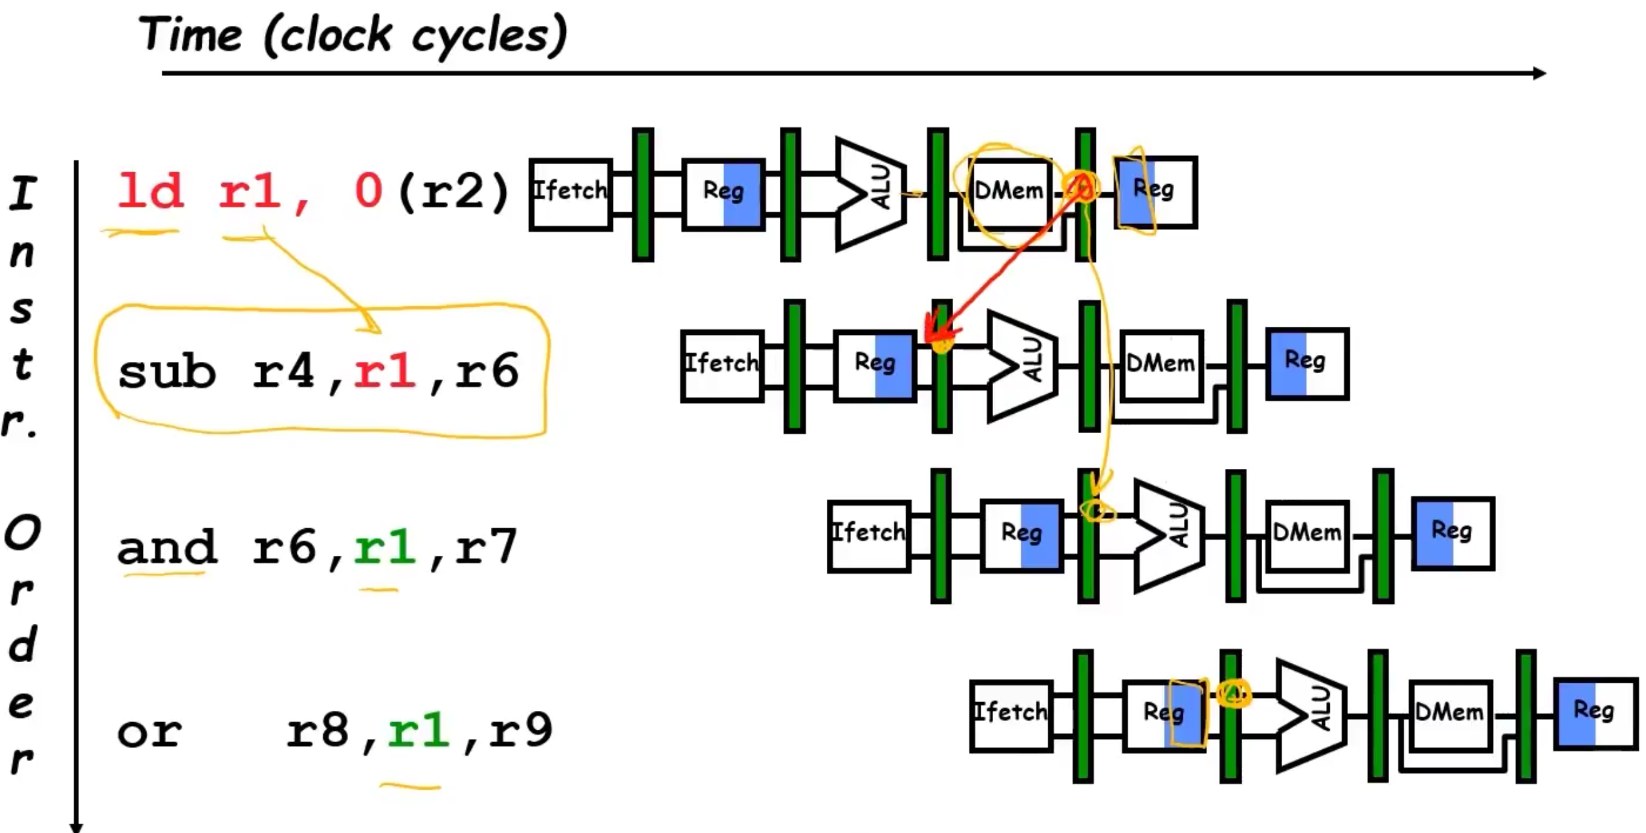 Time (clock cycles)
Instr. Order
ld r1, 0(r2)
Ifetch Reg ALU DMem Reg
sub r4,r1,r6
Ifetch Reg ALU DMem Reg
and r6,r1,r7
Ifetch Reg ALU DMem Reg
or r8,r1,r9
Ifetch Reg ALU DMem Reg